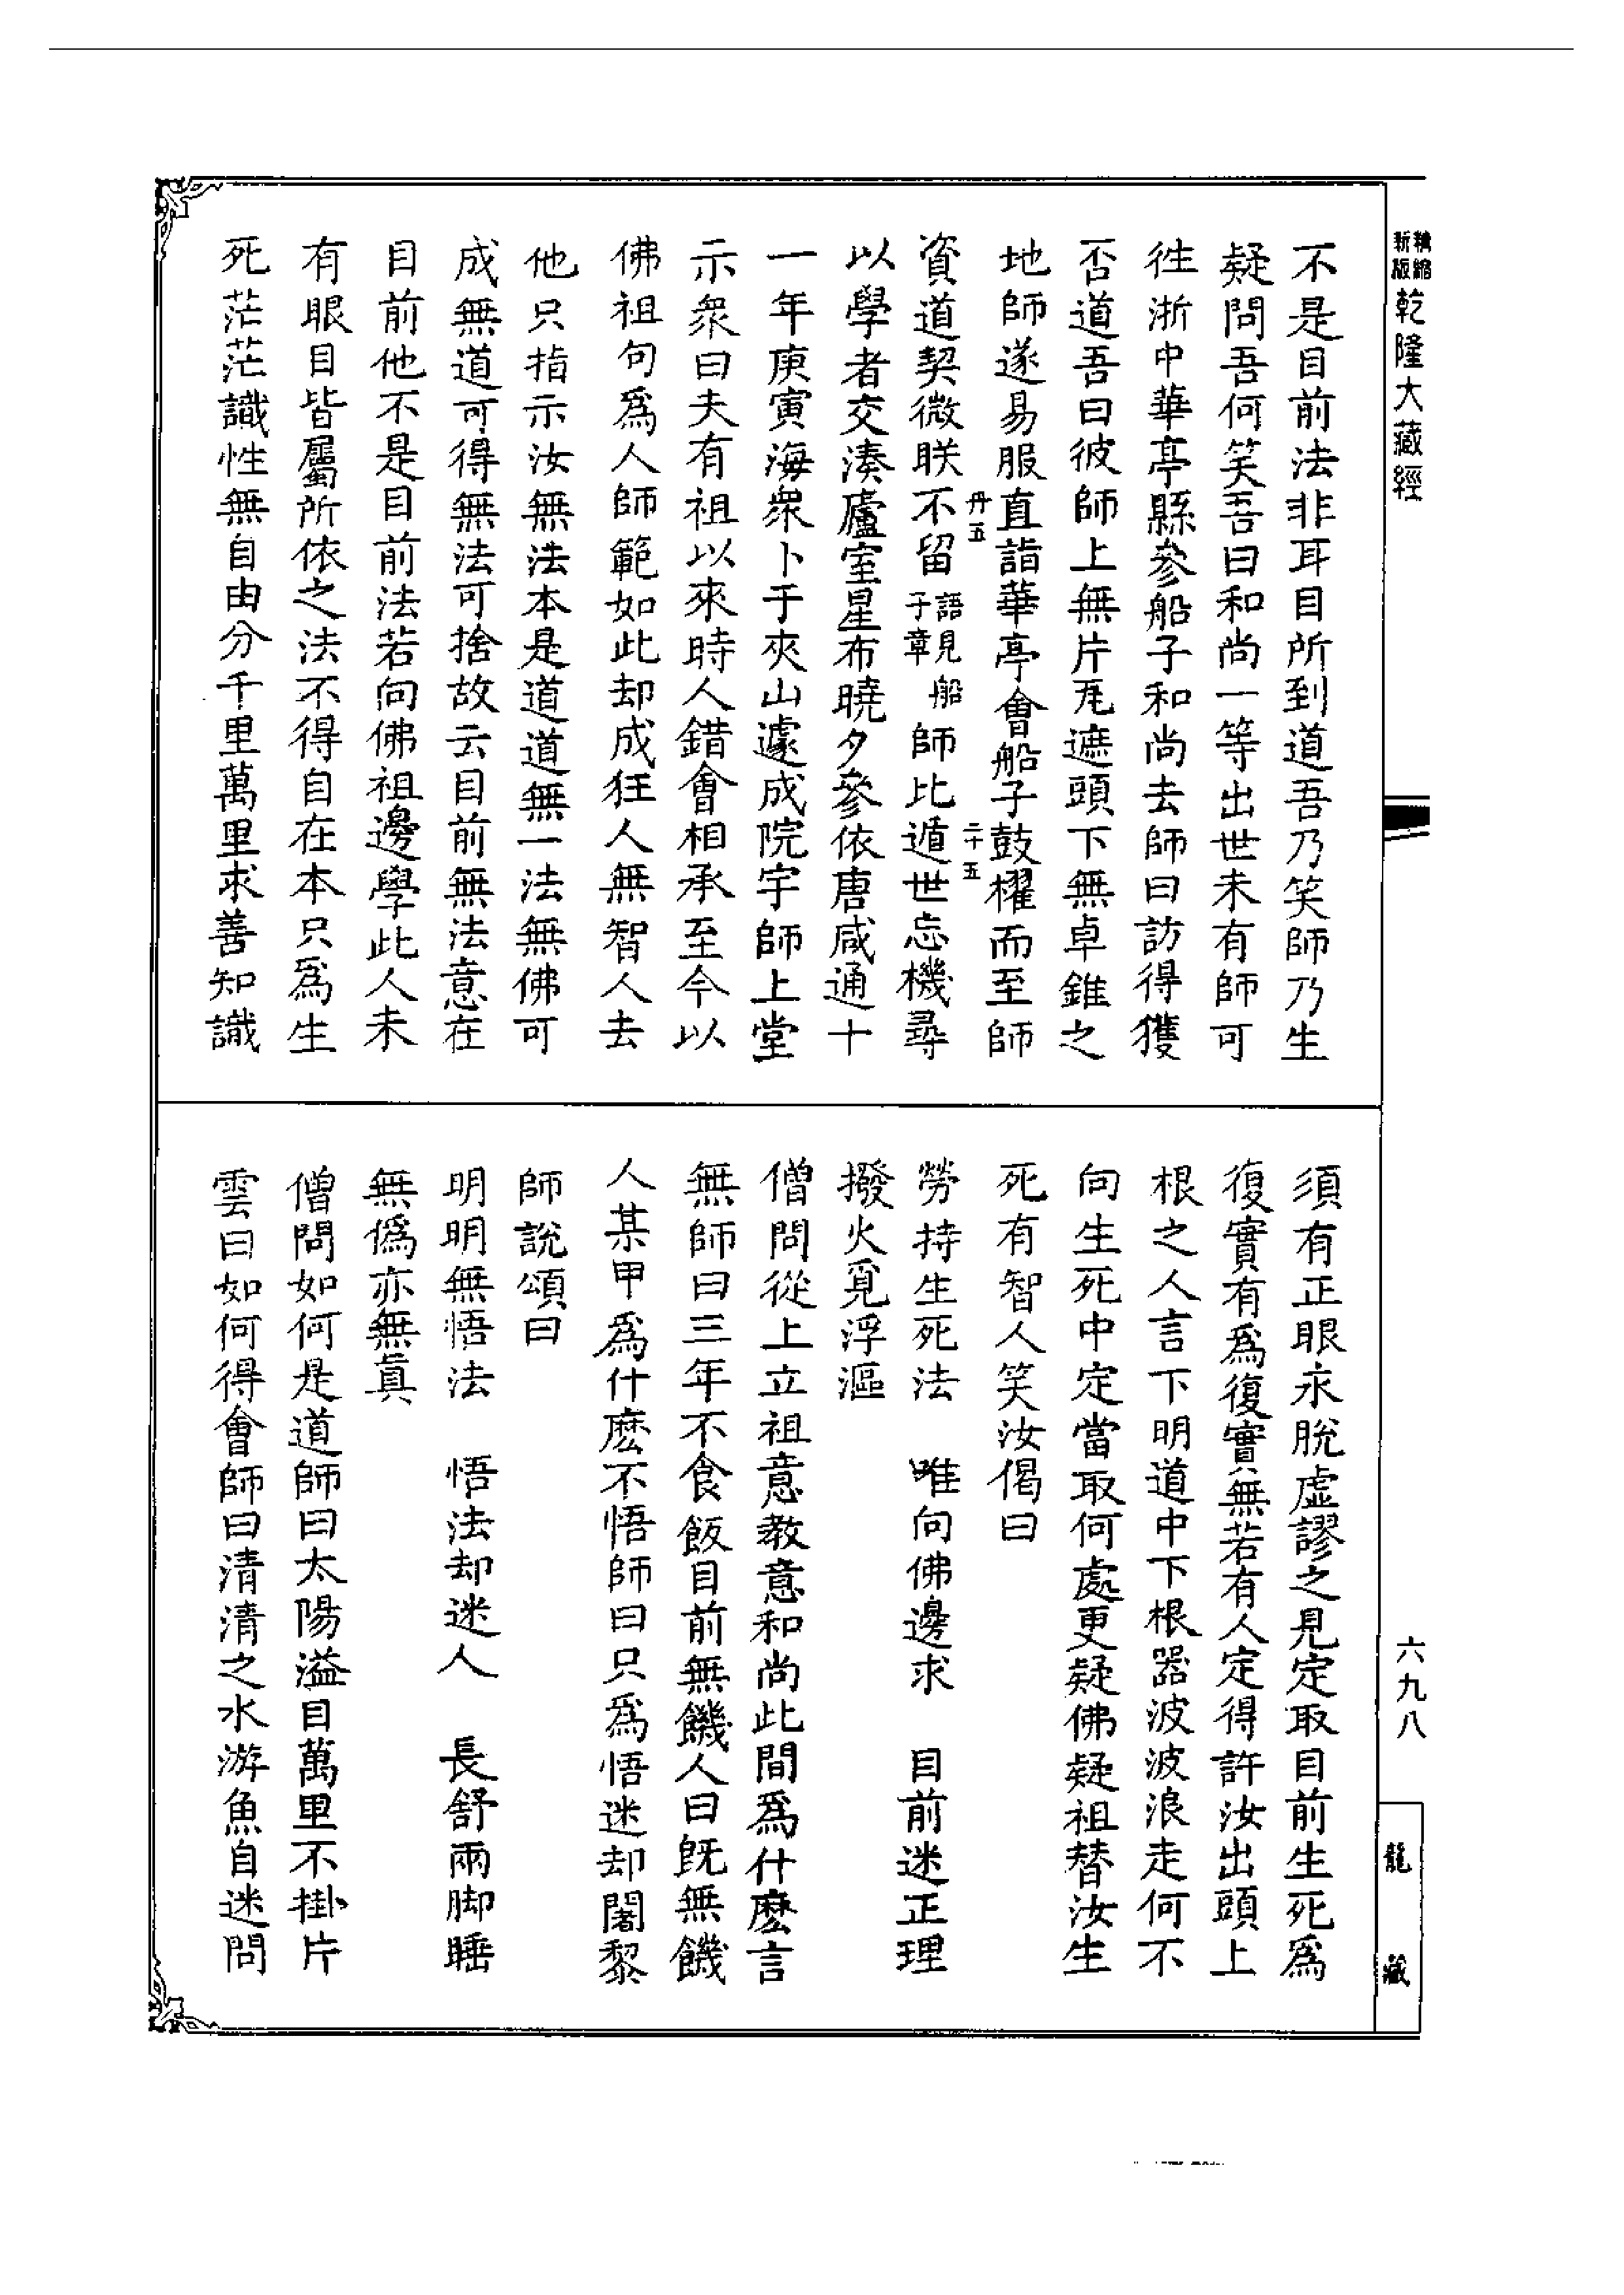 新版精縮乾隆大藏經
不是目前法非耳目所到道吾乃笑師乃生
疑問吾何笑吾曰和尚一等出世未有師可
往浙中華亭縣參船子和尚去師曰訪得獲
否道吾曰彼師上無片瓦遮頭下無卓錐之
地師遂易服直詣華亭會船子鼓櫂而至師
丹五
二十五
資道契微眹不留語見船子章師比遁世忘機尋
以學者交湊廬室星布曉夕參依唐咸通十
一年庚寅海衆卜于夾山遽成院宇師上堂
示衆曰夫有祖以來時人錯會相承至今以
佛祖句爲人師範如此却成狂人無智人去
他只指示汝無法本是道道無一法無佛可
成無道可得無法可捨故云目前無法意在
目前他不是目前法若向佛祖邊學此人未
有眼目皆屬所依之法不得自在本只爲生
死茫茫識性無自由分千里萬里求善知識
須有正眼永脫虛謬之見定取目前生死爲
復實有爲復實無若有人定得許汝出頭上
根之人言下明道中下根器波波浪走何不
向生死中定當取何處更疑佛疑祖替汝生
死有智人笑汝偈曰
勞持生死法　唯向佛邊求　目前迷正理
撥火覓浮漚
僧問從上立祖意教意和尚此間爲什麽言
無師曰三年不食飯目前無饑人曰旣無饑
人某甲爲什麽不悟師曰只爲悟迷却闍黎
師說頌曰
明明無悟法　悟法却迷人　長舒兩脚睡
無僞亦無眞
僧問如何是道師曰太陽溢目萬里不掛片
雲曰如何得會師曰清清之水游魚自迷問
六九八
龍藏